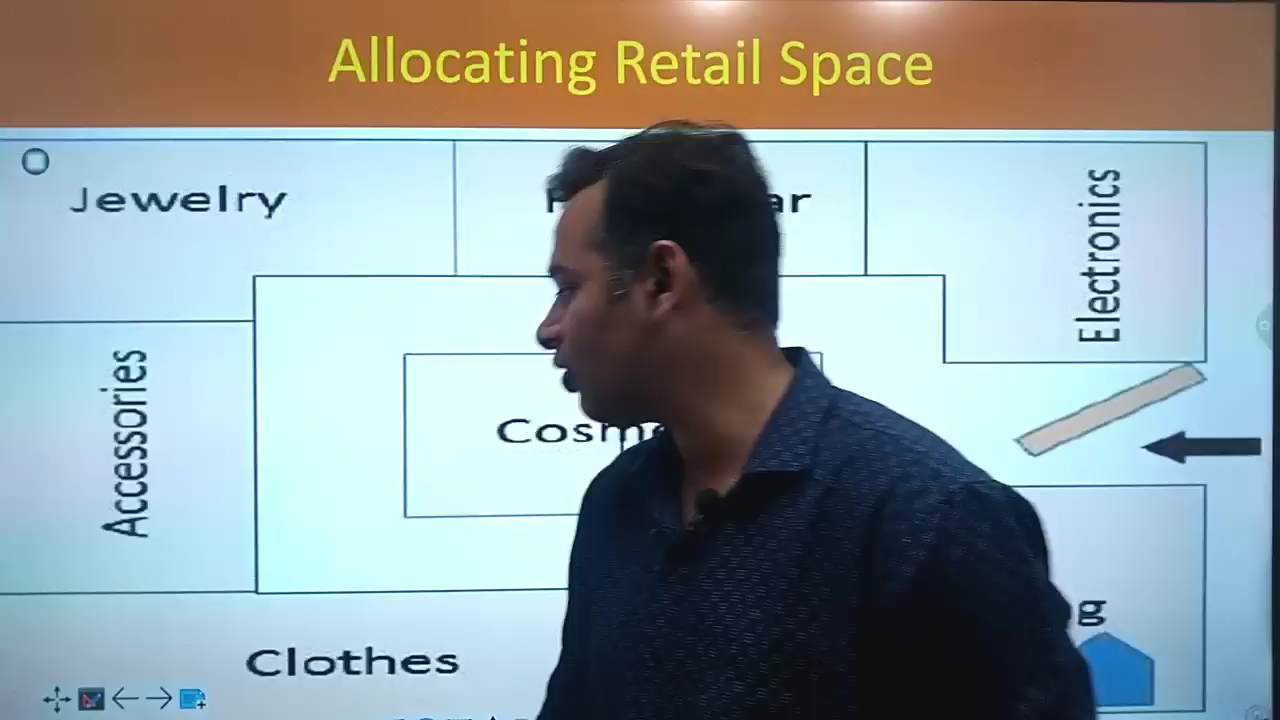 Allocating Retail Space
Jewelry
Electronics
Accessories
Clothes